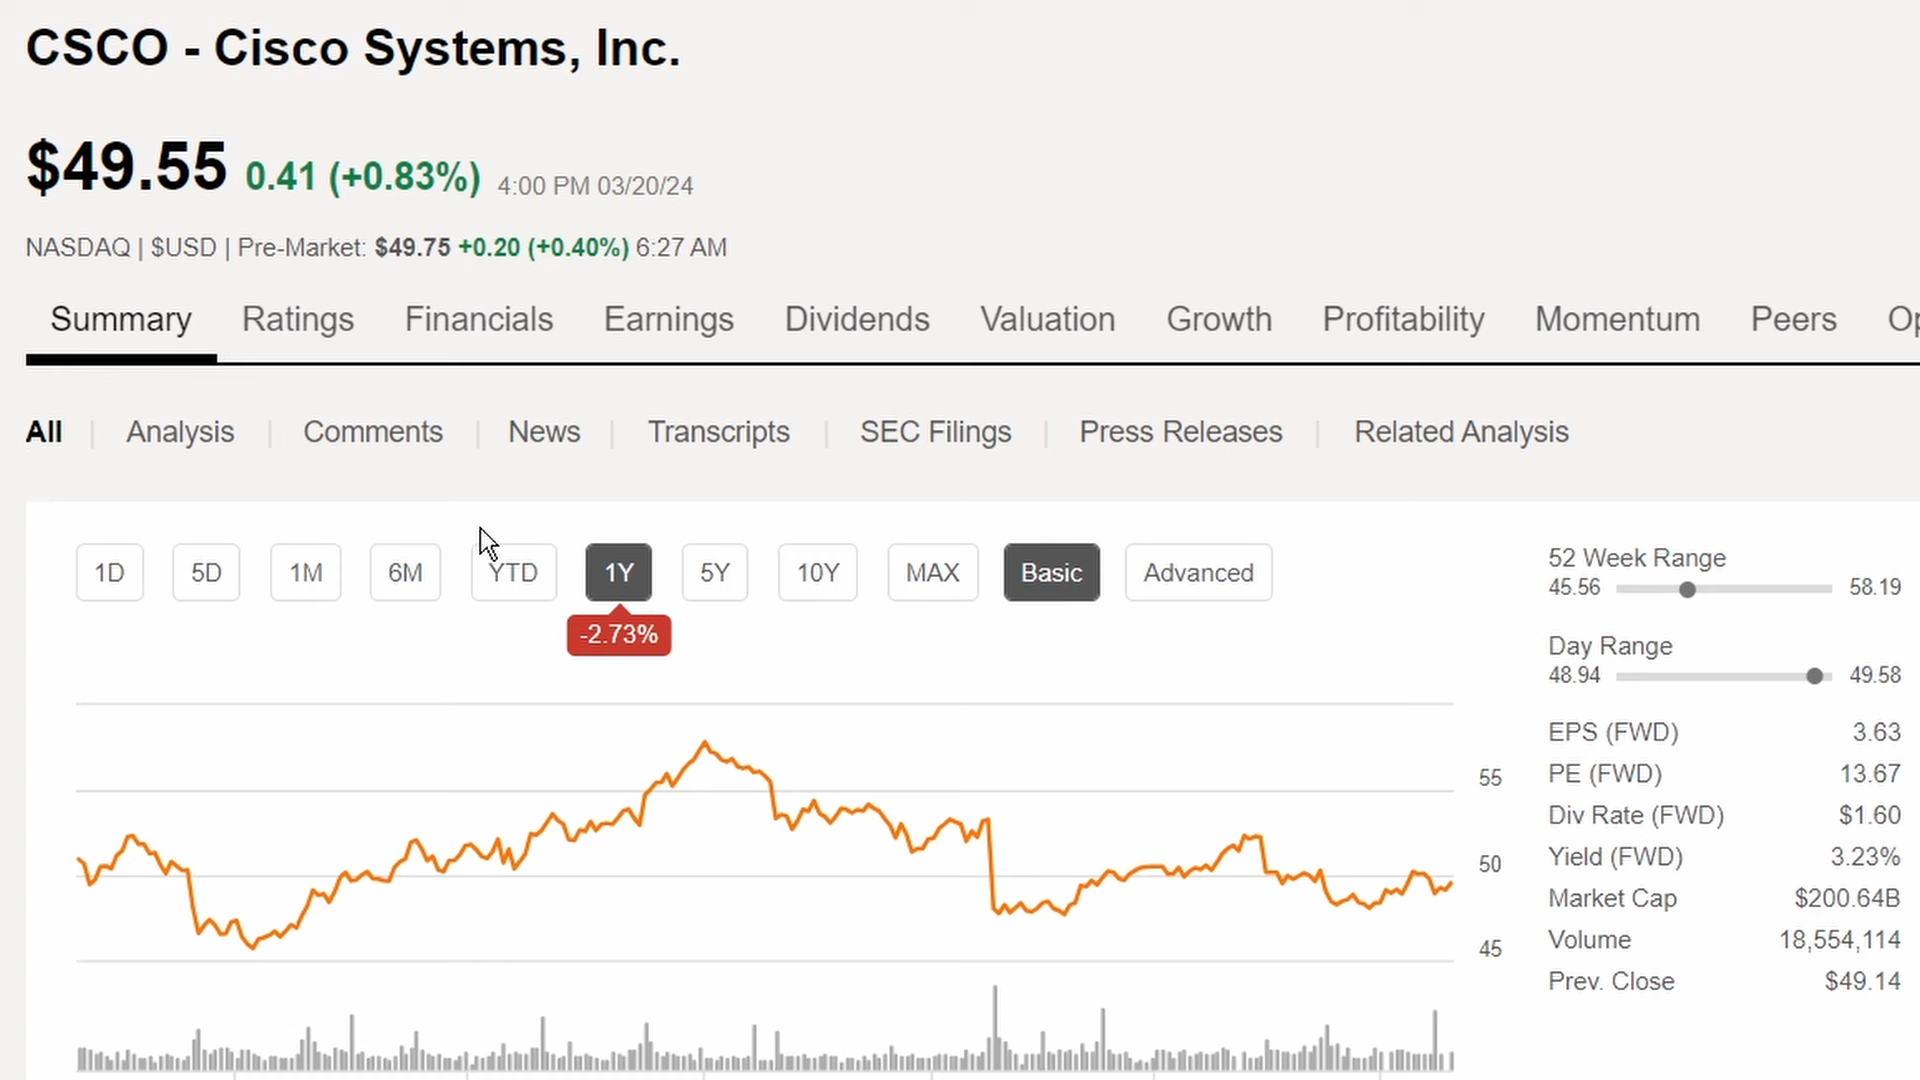 CSCO - Cisco Systems, Inc.
$49.55 0.41 (+0.83%) 4:00 PM 03/20/24
NASDAQ | $USD | Pre-Market: $49.75 +0.20 (+0.40%) 6:27 AM
Summary Ratings Financials Earnings Dividends Valuation Growth Profitability Momentum Peers Op
All | Analysis | Comments | News | Transcripts | SEC Filings | Press Releases | Related Analysis
1D 5D 1M 6M YTD 1Y 5Y 10Y MAX Basic Advanced
-2.73%
55
50
45
52 Week Range
45.56 58.19
Day Range
48.94 49.58
EPS (FWD) 3.63
PE (FWD) 13.67
Div Rate (FWD) $1.60
Yield (FWD) 3.23%
Market Cap $200.64B
Volume 18,554,114
Prev. Close $49.14